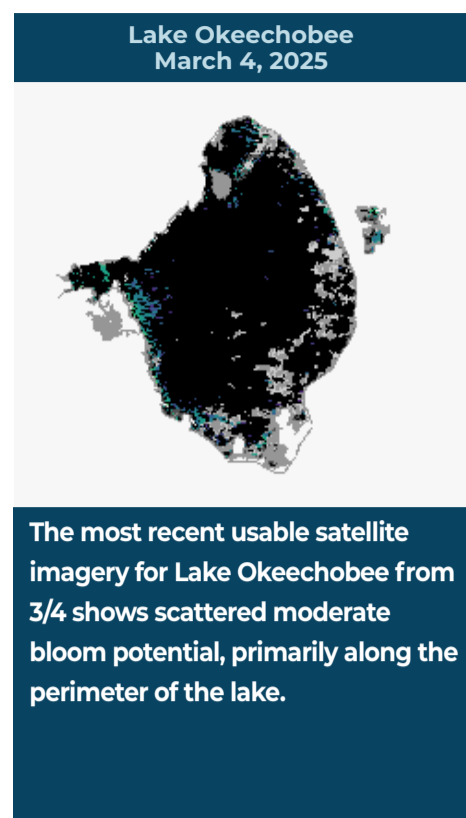 Lake Okeechobee
March 4, 2025
The most recent usable satellite
imagery for Lake Okeechobee from
3/4 shows scattered moderate
bloom potential, primarily along the
perimeter of the lake.